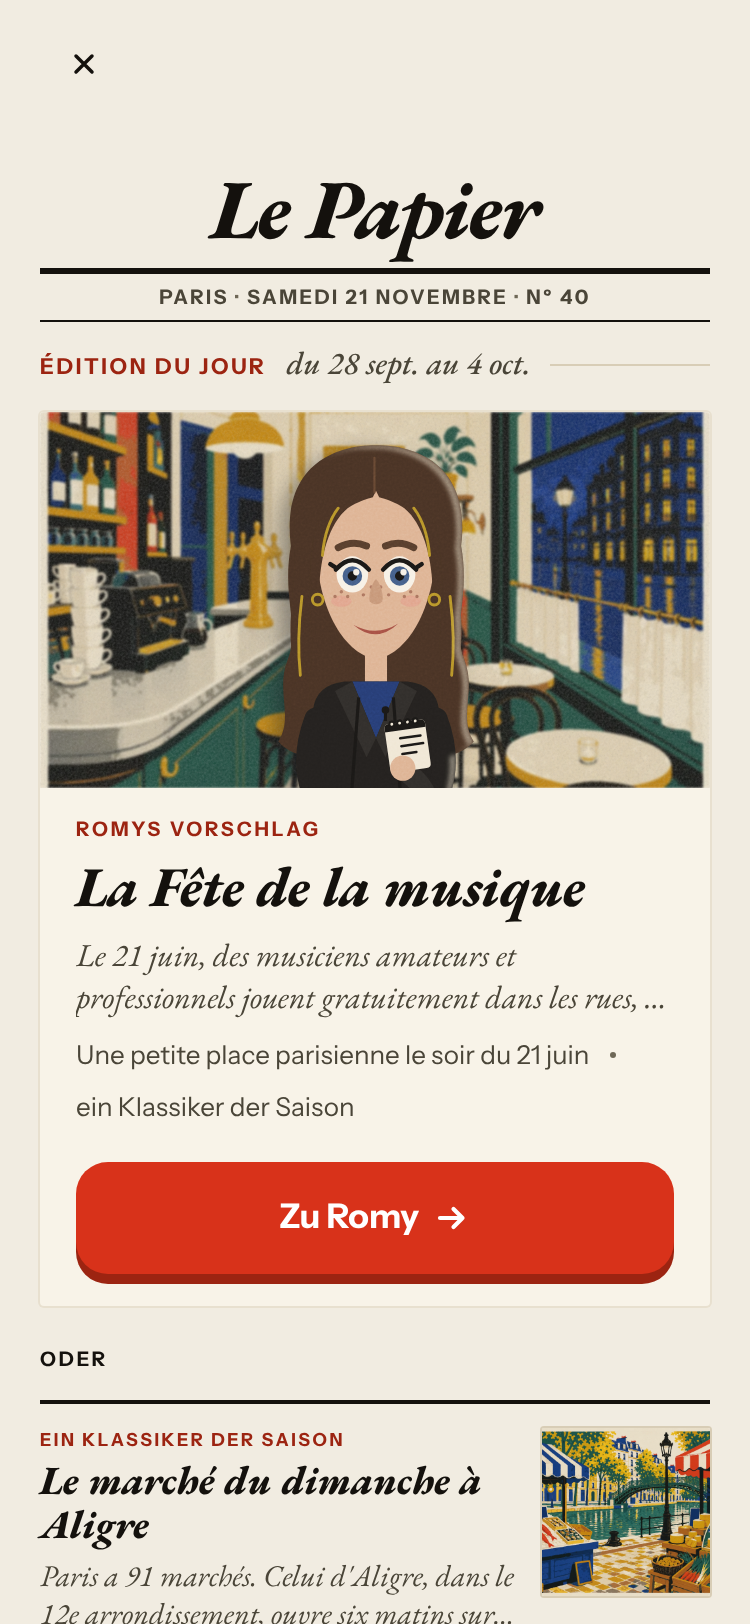 Le Papier
PARIS · SAMEDI 21 NOVEMBRE · N° 40
ÉDITION DU JOUR du 28 sept. au 4 oct.
ROMYS VORSCHLAG
La Fête de la musique
Le 21 juin, des musiciens amateurs et
professionnels jouent gratuitement dans les rues, ...
Une petite place parisienne le soir du 21 juin •
ein Klassiker der Saison
Zu Romy →
ODER
EIN KLASSIKER DER SAISON
Le marché du dimanche à
Aligre
Paris a 91 marchés. Celui d'Aligre, dans le
12e arrondissement, ouvre six matins sur...